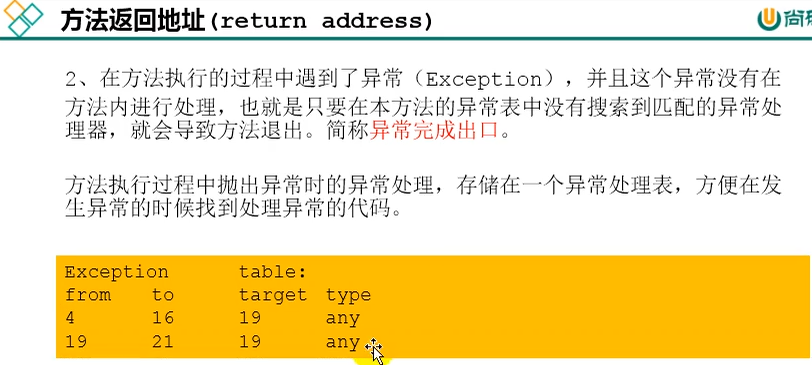 方法返回地址(return address)
尚硅
2、在方法执行的过程中遇到了异常（Exception），并且这个异常没有在
方法内进行处理，也就是只要在本方法的异常表中没有搜索到匹配的异常处
理器，就会导致方法退出。简称异常完成出口。
方法执行过程中抛出异常时的异常处理，存储在一个异常处理表，方便在发
生异常的时候找到处理异常的代码。
Exception table:
from to target type
4 16 19 any
19 21 19 any